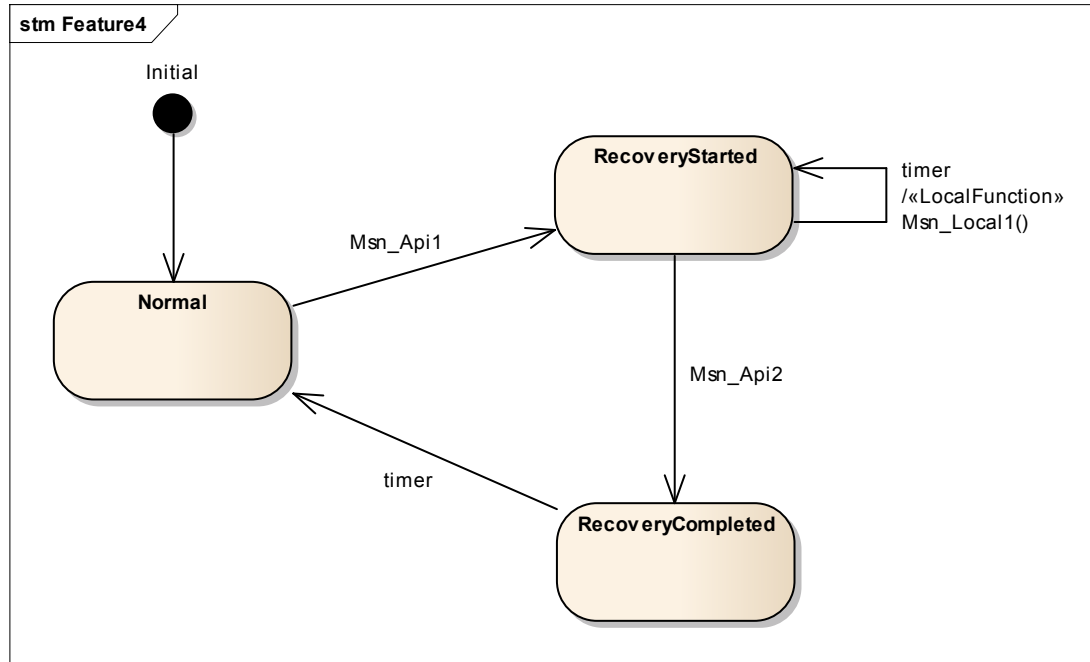 stm Feature4
Initial
RecoveryStarted
timer
/«LocalFunction»
Msn_Local1()
Msn_Api1
Normal
Msn_Api2
timer
RecoveryCompleted